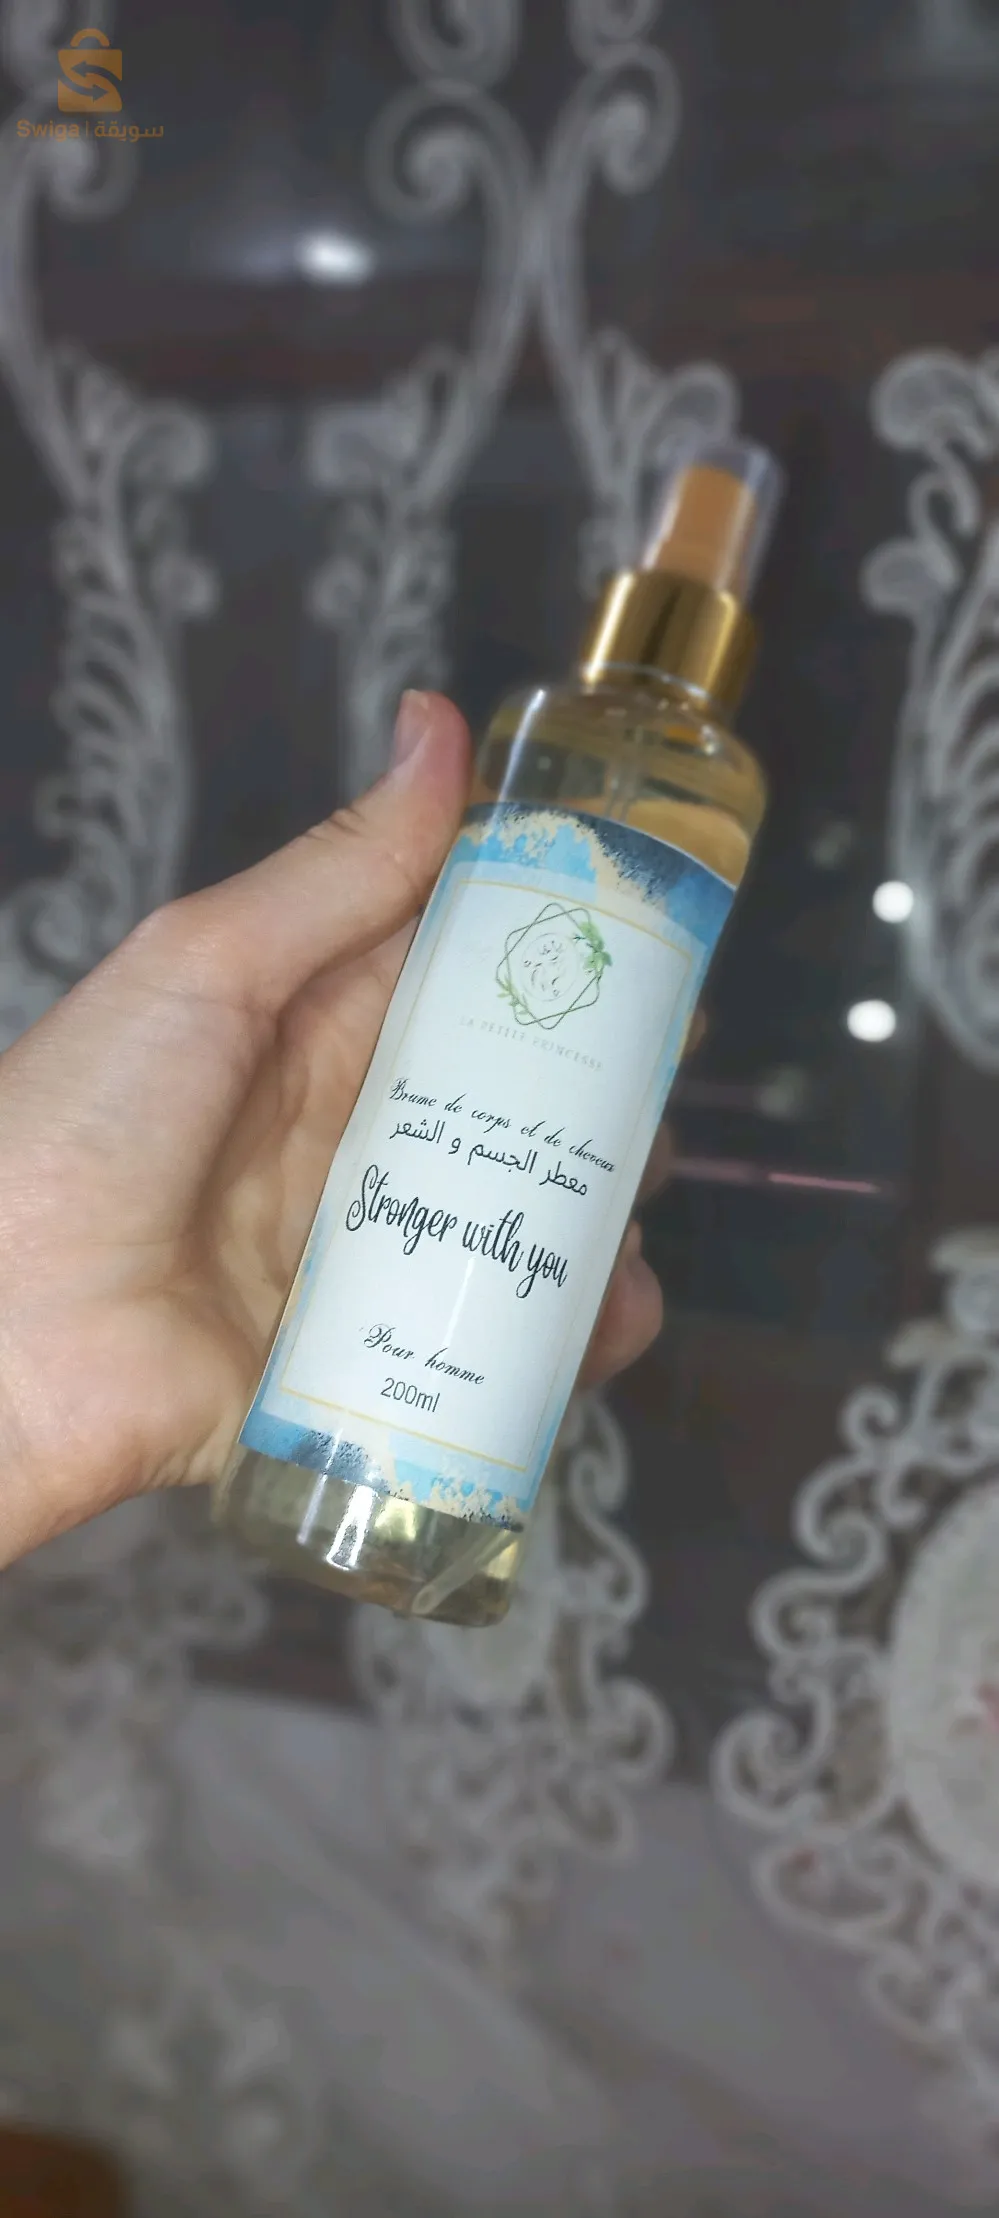 Swiga | سويقة
LA PETITE PRINCESSE
Brume de corps et de cheveux
معطر الجسم و الشعر
Stronger with you
Pour homme
200ml